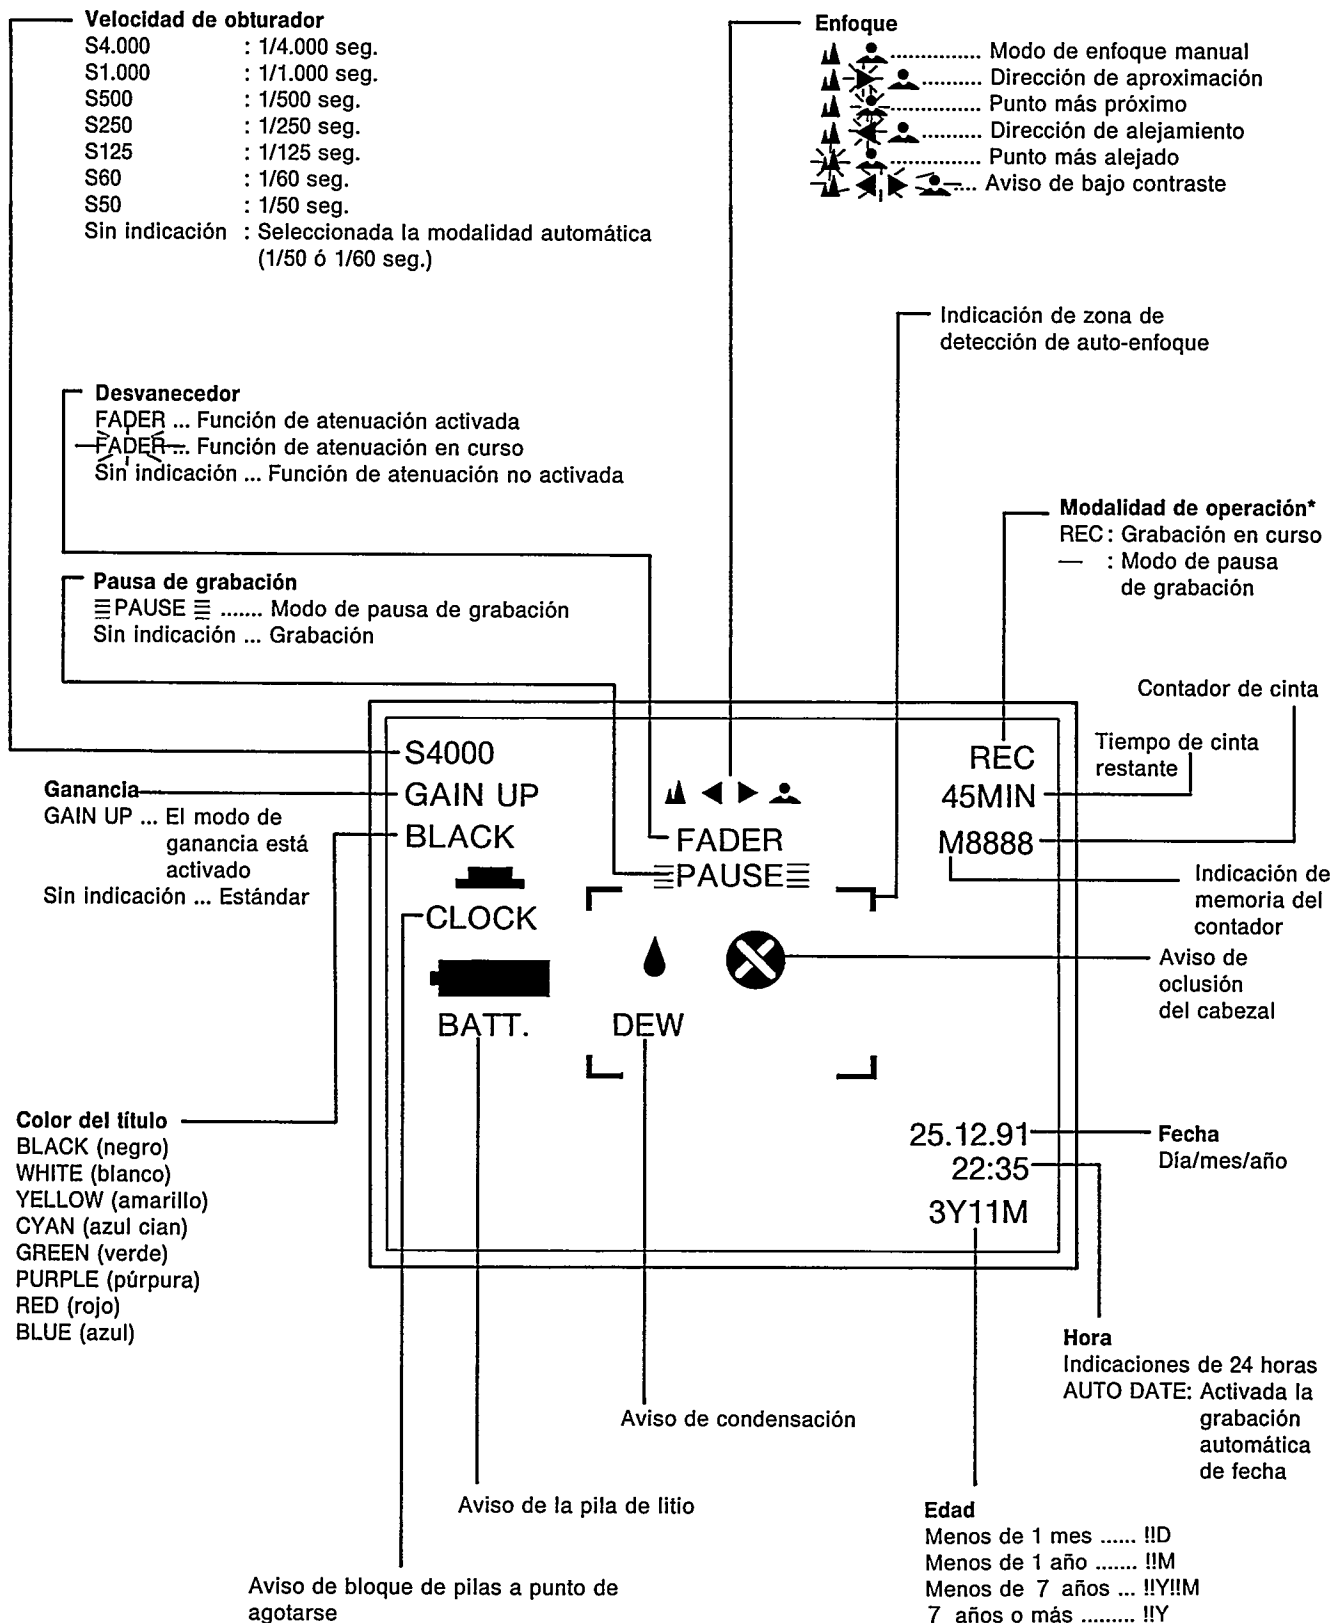 Velocidad de obturador
S4.000 : 1/4.000 seg.
S1.000 : 1/1.000 seg.
S500 : 1/500 seg.
S250 : 1/250 seg.
S125 : 1/125 seg.
S60 : 1/60 seg.
S50 : 1/50 seg.
Sin indicación : Seleccionada la modalidad automática
(1/50 ó 1/60 seg.)
Enfoque
.............. Modo de enfoque manual
.......... Dirección de aproximación
.............. Punto más próximo
.......... Dirección de alejamiento
.............. Punto más alejado
.... Aviso de bajo contraste
Indicación de zona de
detección de auto-enfoque
Desvanecedor
FADER ... Función de atenuación activada
FADER ... Función de atenuación en curso
Sin indicación ... Función de atenuación no activada
Modalidad de operación*
REC : Grabación en curso
— : Modo de pausa
de grabación
Pausa de grabación
PAUSE ....... Modo de pausa de grabación
Sin indicación ... Grabación
Contador de cinta
Tiempo de cinta
restante
Ganancia
GAIN UP ... El modo de
ganancia está
activado
Sin indicación ... Estándar
S4000
GAIN UP
BLACK
CLOCK
BATT.
FADER
PAUSE
DEW
REC
45MIN
M8888
25.12.91
22:35
3Y11M
Indicación de
memoria del
contador
Aviso de
oclusión
del cabezal
Color del título
BLACK (negro)
WHITE (blanco)
YELLOW (amarillo)
CYAN (azul cian)
GREEN (verde)
PURPLE (púrpura)
RED (rojo)
BLUE (azul)
Fecha
Día/mes/año
Hora
Indicaciones de 24 horas
AUTO DATE: Activada la
grabación
automática
de fecha
Aviso de condensación
Aviso de la pila de litio
Aviso de bloque de pilas a punto de
agotarse
Edad
Menos de 1 mes ...... !!D
Menos de 1 año ....... !!M
Menos de 7 años ... !!Y!!M
7 años o más ......... !!Y